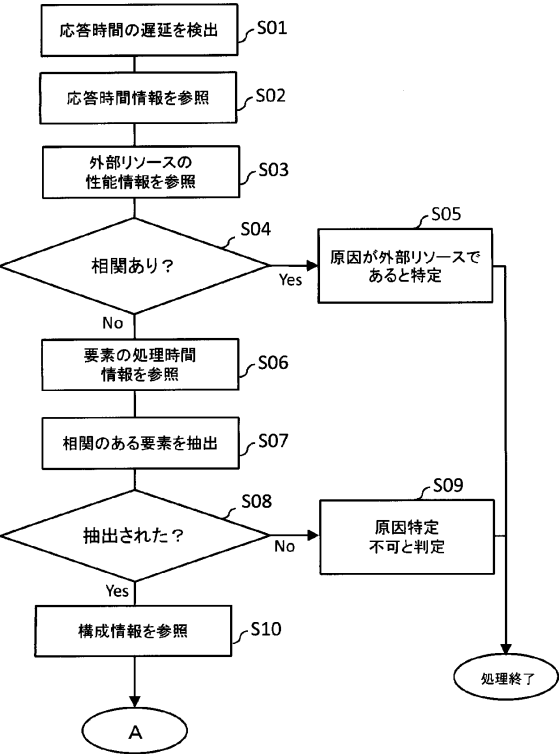 応答時間の遅延を検出
S01
応答時間情報を参照
S02
外部リソースの
性能情報を参照
S03
相関あり？
S04
Yes
原因が外部リソースで
あると特定
S05
No
要素の処理時間
情報を参照
S06
相関のある要素を抽出
S07
抽出された？
S08
No
原因特定
不可と判定
S09
Yes
構成情報を参照
S10
処理終了
A